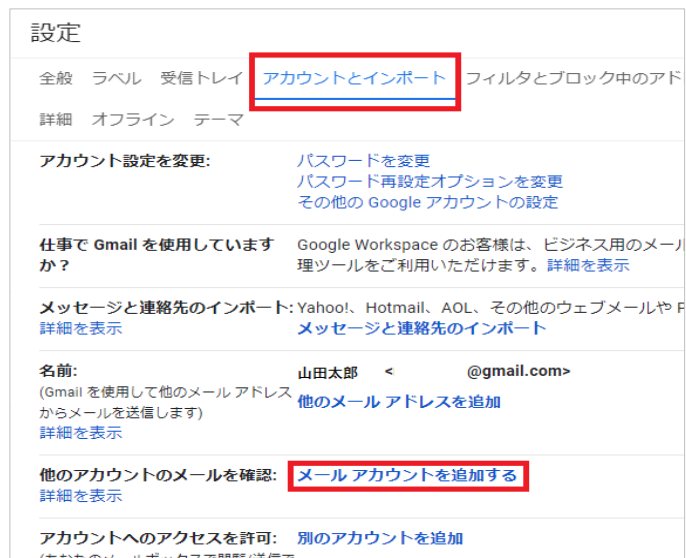 設定
全般 ラベル 受信トレイ アカウントとインポート フィルタとブロック中のアド
詳細 オフライン テーマ
アカウント設定を変更: パスワードを変更
パスワード再設定オプションを変更
その他の Google アカウントの設定
仕事で Gmail を使用しています Google Workspace のお客様は、ビジネス用のメール
か? 理ツールをご利用いただけます。詳細を表示
メッセージと連絡先のインポート: Yahoo!、Hotmail、AOL、その他のウェブメールや P
詳細を表示 メッセージと連絡先のインポート
名前: 山田太郎 < @gmail.com>
(Gmail を使用して他のメール アドレス
からメールを送信します) 他のメール アドレスを追加
詳細を表示
他のアカウントのメールを確認: メール アカウントを追加する
詳細を表示
アカウントへのアクセスを許可: 別のアカウントを追加